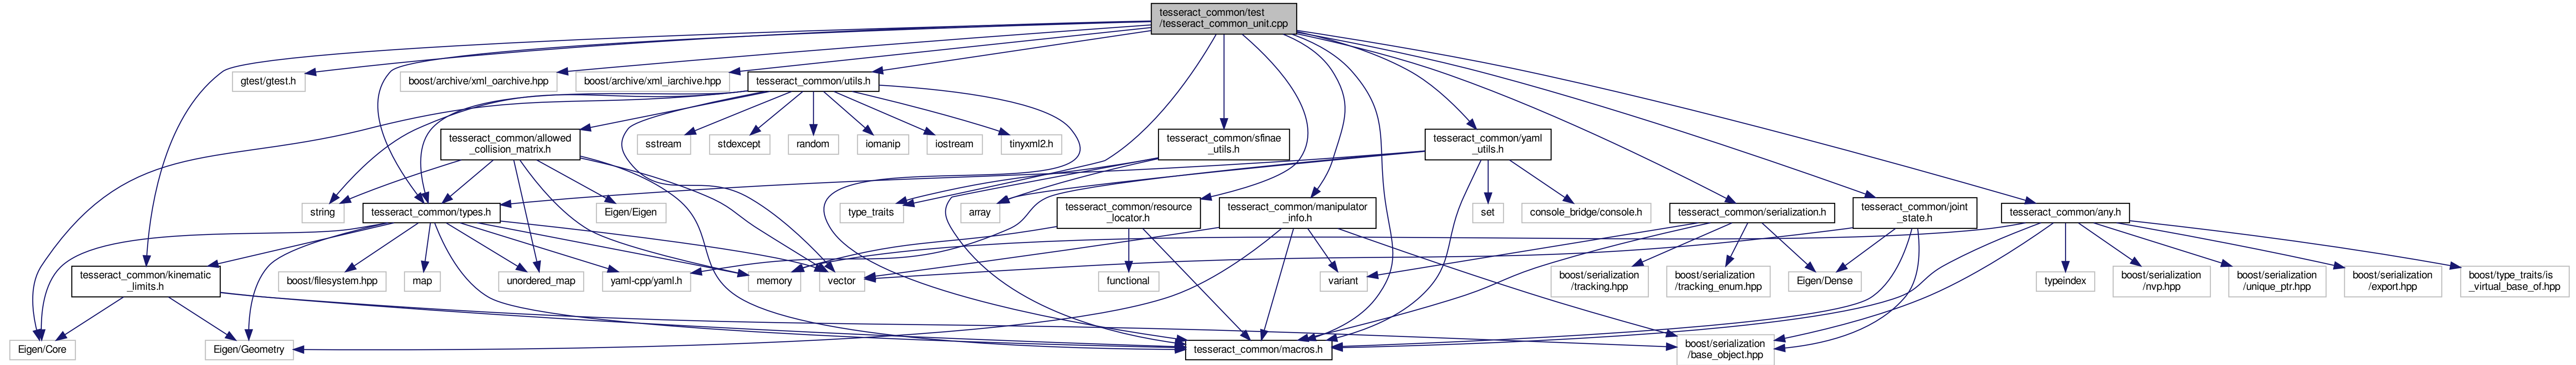 tesseract_common/test
/tesseract_common_unit.cpp
gtest/gtest.h
boost/archive/xml_oarchive.hpp
boost/archive/xml_iarchive.hpp
tesseract_common/utils.h
tesseract_common/allowed
_collision_matrix.h
sstream
stdexcept
random
iomanip
iostream
tinyxml2.h
tesseract_common/sfinae
_utils.h
tesseract_common/yaml
_utils.h
string
tesseract_common/types.h
Eigen/Eigen
type_traits
array
tesseract_common/resource
_locator.h
tesseract_common/manipulator
_info.h
set
console_bridge/console.h
tesseract_common/serialization.h
tesseract_common/joint
_state.h
tesseract_common/any.h
tesseract_common/kinematic
_limits.h
boost/filesystem.hpp
map
unordered_map
yaml-cpp/yaml.h
memory
vector
functional
variant
boost/serialization
/tracking.hpp
boost/serialization
/tracking_enum.hpp
Eigen/Dense
typeindex
boost/serialization
/nvp.hpp
boost/serialization
/unique_ptr.hpp
boost/serialization
/export.hpp
boost/type_traits/is
_virtual_base_of.hpp
Eigen/Core
Eigen/Geometry
tesseract_common/macros.h
boost/serialization
/base_object.hpp